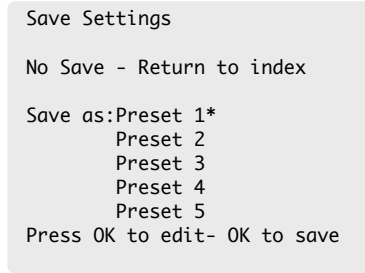 Save Settings
No Save - Return to index
Save as:Preset 1*
Preset 2
Preset 3
Preset 4
Preset 5
Press OK to edit- OK to save